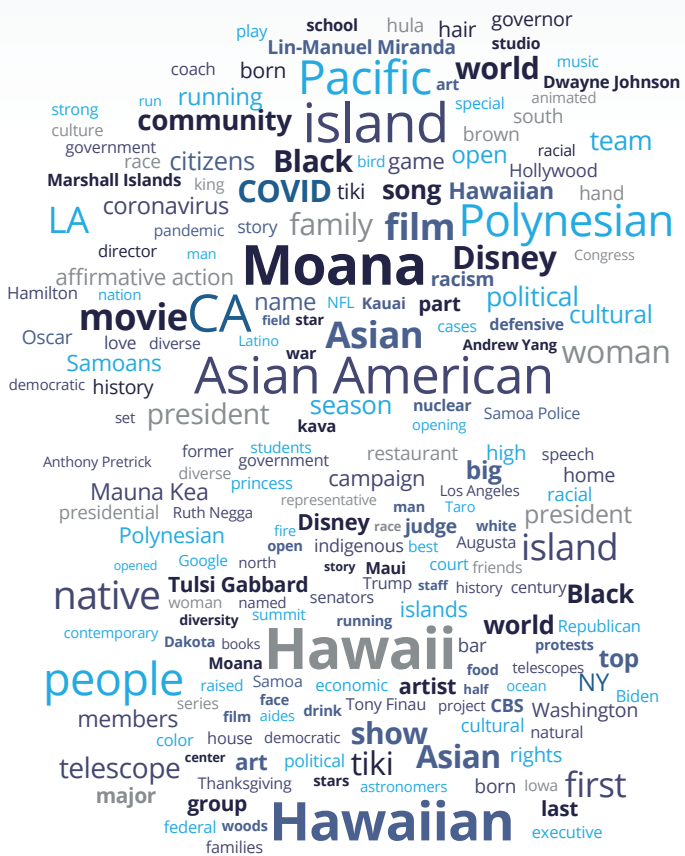 play school hula hair governor
Lin-Manuel Miranda studio
coach born Pacific art world music
Dwayne Johnson
strong run running special animated
culture community island brown south
government race citizens Black bird game open racial team
Hollywood
Marshall Islands king COVID tiki song Hawaiian hand
LA coronavirus pandemic story family film Polynesian
director man Moana Disney Congress
affirmative action racism
Hamilton nation name NFL Kauai part political
movie CA field star cases defensive cultural
Oscar love diverse Latino Asian Andrew Yang woman
Samoans war
democratic history Asian American
set president season nuclear Samoa Police
kava opening
former students restaurant high speech
Anthony Pretrick government big home
diverse princess campaign Los Angeles racial
Mauna Kea representative man Taro
presidential Ruth Negga president
Polynesian fire Disney race judge white
open indigenous best Augusta island
opened Google north story Maui court friends
native Tulsi Gabbard Trump staff history century Black
woman named senators islands
diversity summit running world Republican
contemporary Dakota books Hawaii bar protests
Moana food telescopes top
people raised Samoa economic artist half ocean NY Biden
series face drink Tony Finau project CBS Washington
members film aides cultural natural
color house democratic show
telescope center art political tiki Asian rights
Thanksgiving stars astronomers born Iowa first
major group last
federal woods Hawaiian executive
families